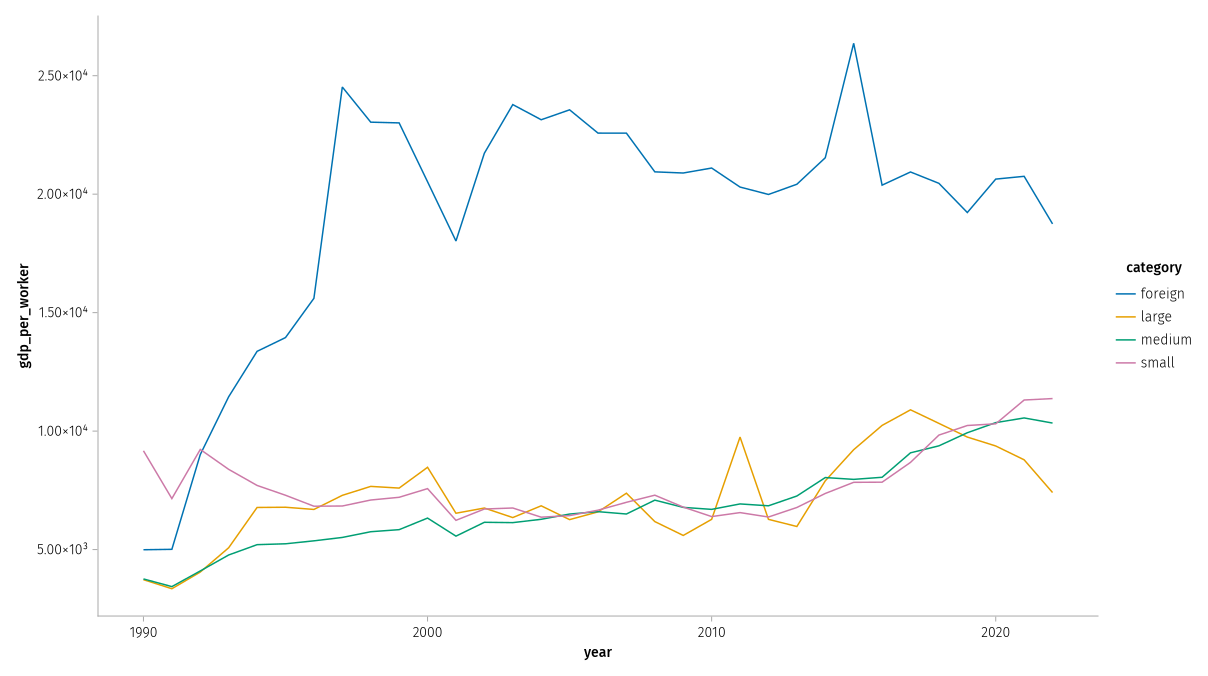 gdp_per_worker
2.50×10⁴
2.00×10⁴
1.50×10⁴
1.00×10⁴
5.00×10³
1990
2000
2010
2020
year
category
foreign
large
medium
small